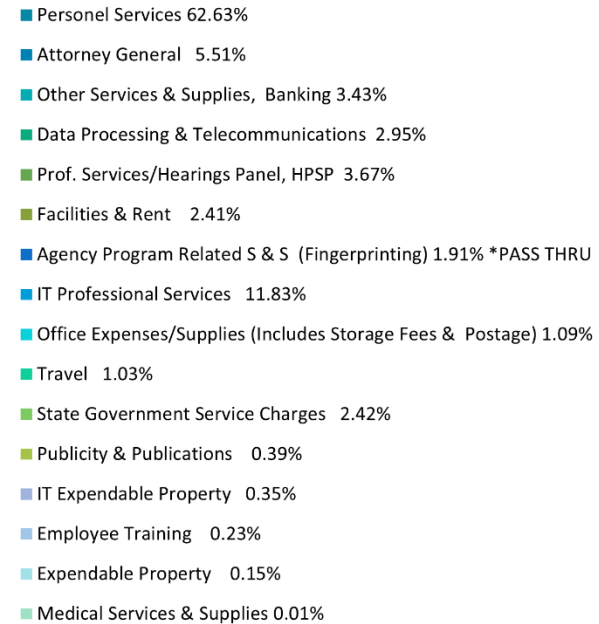 Personel Services 62.63%
Attorney General 5.51%
Other Services & Supplies, Banking 3.43%
Data Processing & Telecommunications 2.95%
Prof. Services/Hearings Panel, HPSP 3.67%
Facilities & Rent 2.41%
Agency Program Related S & S (Fingerprinting) 1.91% *PASS THRU
IT Professional Services 11.83%
Office Expenses/Supplies (Includes Storage Fees & Postage) 1.09%
Travel 1.03%
State Government Service Charges 2.42%
Publicity & Publications 0.39%
IT Expendable Property 0.35%
Employee Training 0.23%
Expendable Property 0.15%
Medical Services & Supplies 0.01%